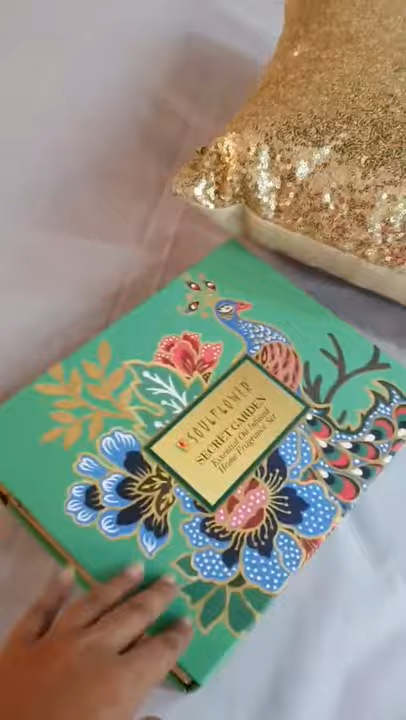 SOULFLOWER
SECRET GARDEN
Essential Oil Infused
Home Fragrance Set